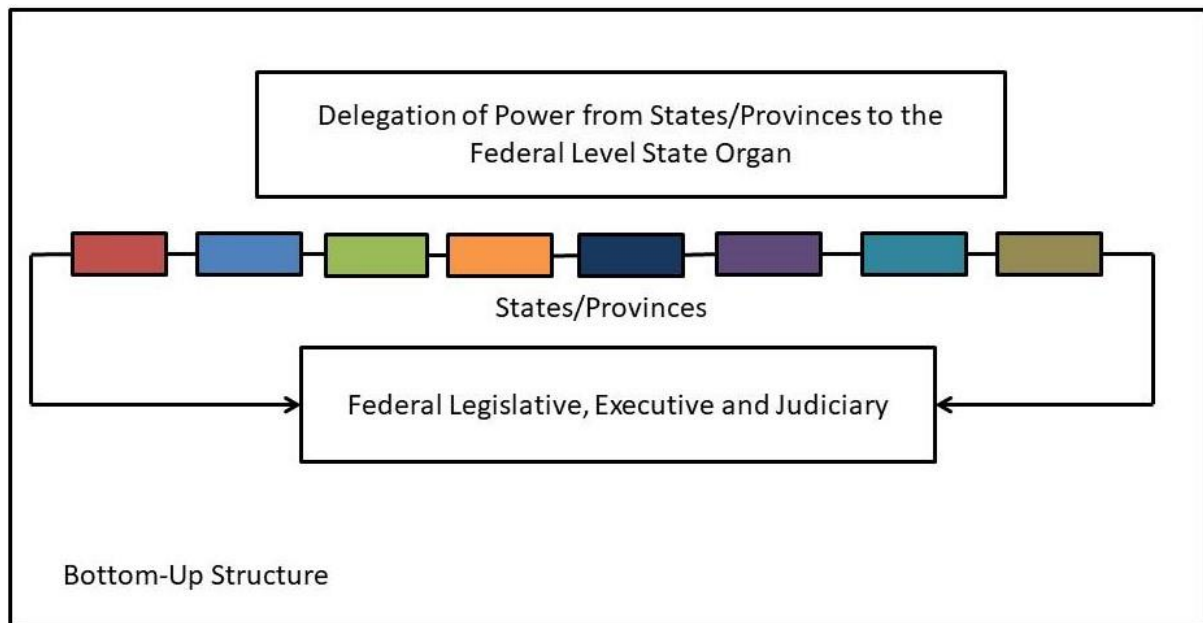 Delegation of Power from States/Provinces to the
Federal Level State Organ
States/Provinces
Federal Legislative, Executive and Judiciary
Bottom-Up Structure